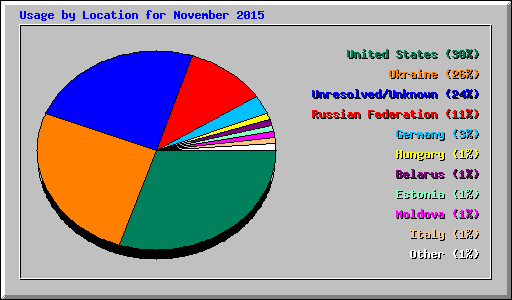 Usage by Location for November 2015
United States (30%)
Ukraine (26%)
Unresolved/Unknown (24%)
Russian Federation (11%)
Germany (3%)
Hungary (1%)
Belarus (1%)
Estonia (1%)
Moldova (1%)
Italy (1%)
Other (1%)